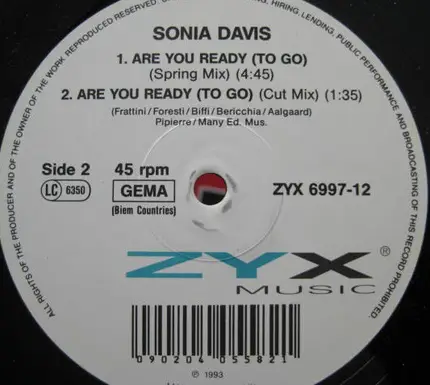 ALL RIGHTS OF THE PRODUCER AND OF THE OWNER OF THE WORK REPRODUCED RESERVED. HIRING, LENDING, PUBLIC PERFORMANCE AND BROADCASTING OF THIS RECORD PROHIBITED.
SONIA DAVIS
1. ARE YOU READY (TO GO)
(Spring Mix) (4:45)
2. ARE YOU READY (TO GO) (Cut Mix) (1:35)
(Frattini/Foresti/Biffi/Bericchia/Aalgaard)
Pipierre/Many Ed. Mus.
Side 2 45 rpm
LC 6350 GEMA ZYX 6997-12
(Biem Countries)
ZYX®
MUSIC
090204 055821
℗ 1993